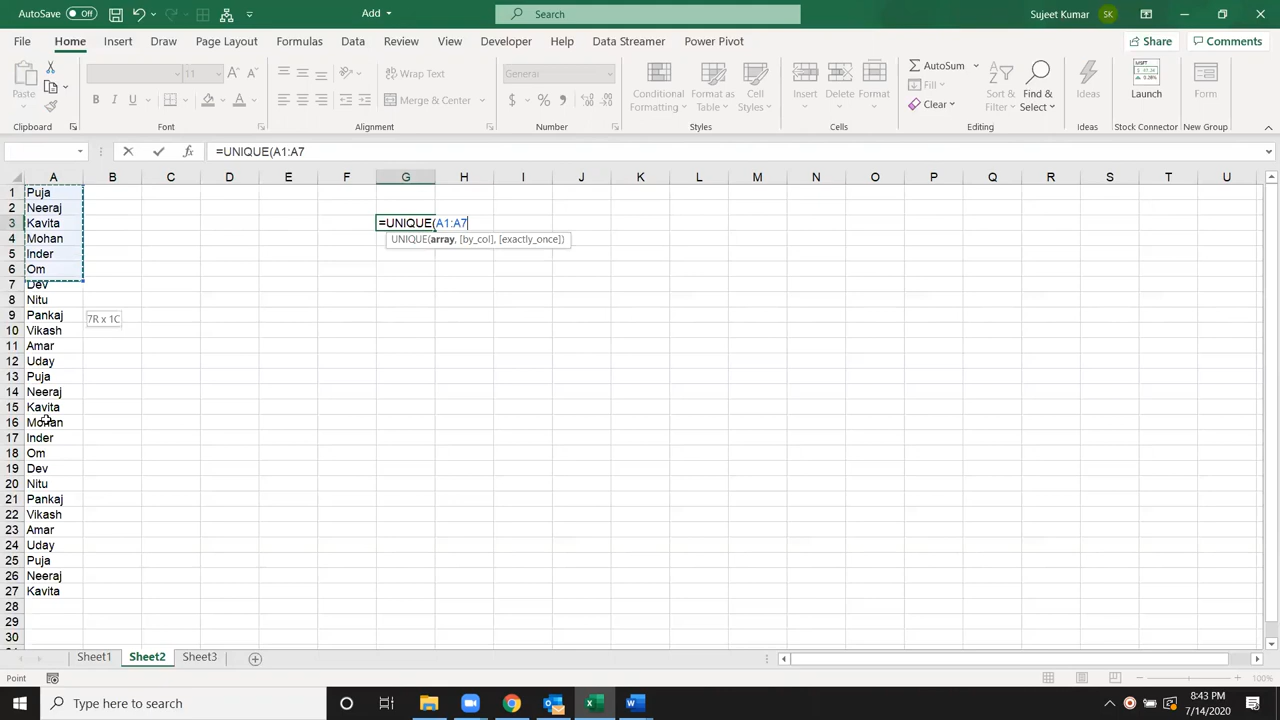 AutoSave Off Add Search Sujeet Kumar SK
File Home Insert Draw Page Layout Formulas Data Review View Developer Help Data Streamer Power Pivot Share Comments
Paste 11 Wrap Text General AutoSum
Merge & Center Conditional Formatting Format as Table Cell Styles Insert Delete Format Fill Clear Sort & Filter Find & Select Ideas Launch Form
Clipboard Font Alignment Number Styles Cells Editing Ideas Stock Connector New Group
=UNIQUE(A1:A7
A B C D E F G H I J K L M N O P Q R S T U
1 Puja
2 Neeraj
3 Kavita =UNIQUE(A1:A7
4 Mohan UNIQUE(array, [by_col], [exactly_once])
5 Inder
6 Om
7 Dev
8 Nitu
9 Pankaj 7R x 1C
10 Vikash
11 Amar
12 Uday
13 Puja
14 Neeraj
15 Kavita
16 Mohan
17 Inder
18 Om
19 Dev
20 Nitu
21 Pankaj
22 Vikash
23 Amar
24 Uday
25 Puja
26 Neeraj
27 Kavita
28
29
30
Sheet1 Sheet2 Sheet3
Point 100%
Type here to search 8:43 PM
7/14/2020